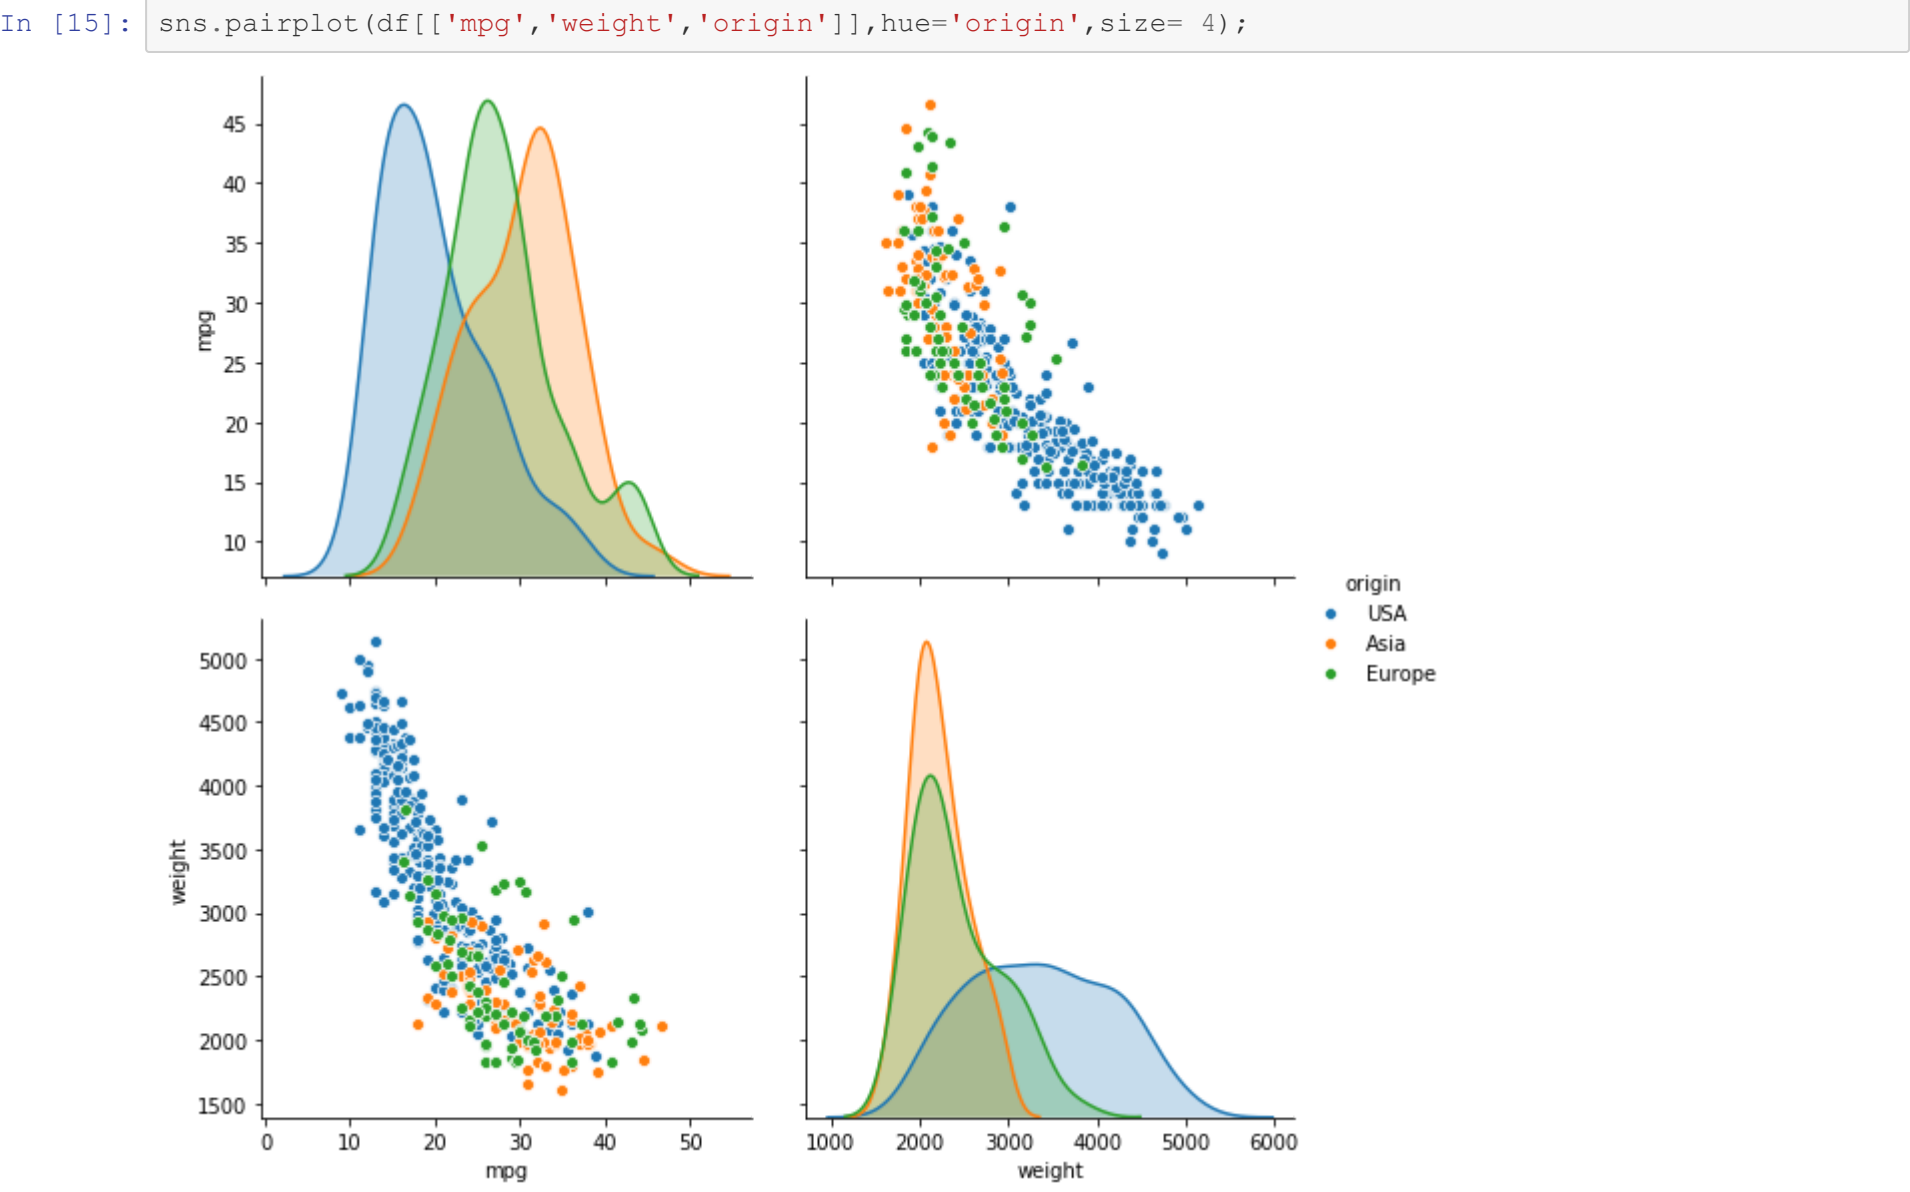 In [15]: sns.pairplot(df[['mpg','weight','origin']],hue='origin',size= 4);
45
40
35
30
25
20
15
10
mpg
origin
USA
Asia
Europe
5000
4500
4000
3500
3000
2500
2000
1500
weight
0 10 20 30 40 50
mpg
1000 2000 3000 4000 5000 6000
weight